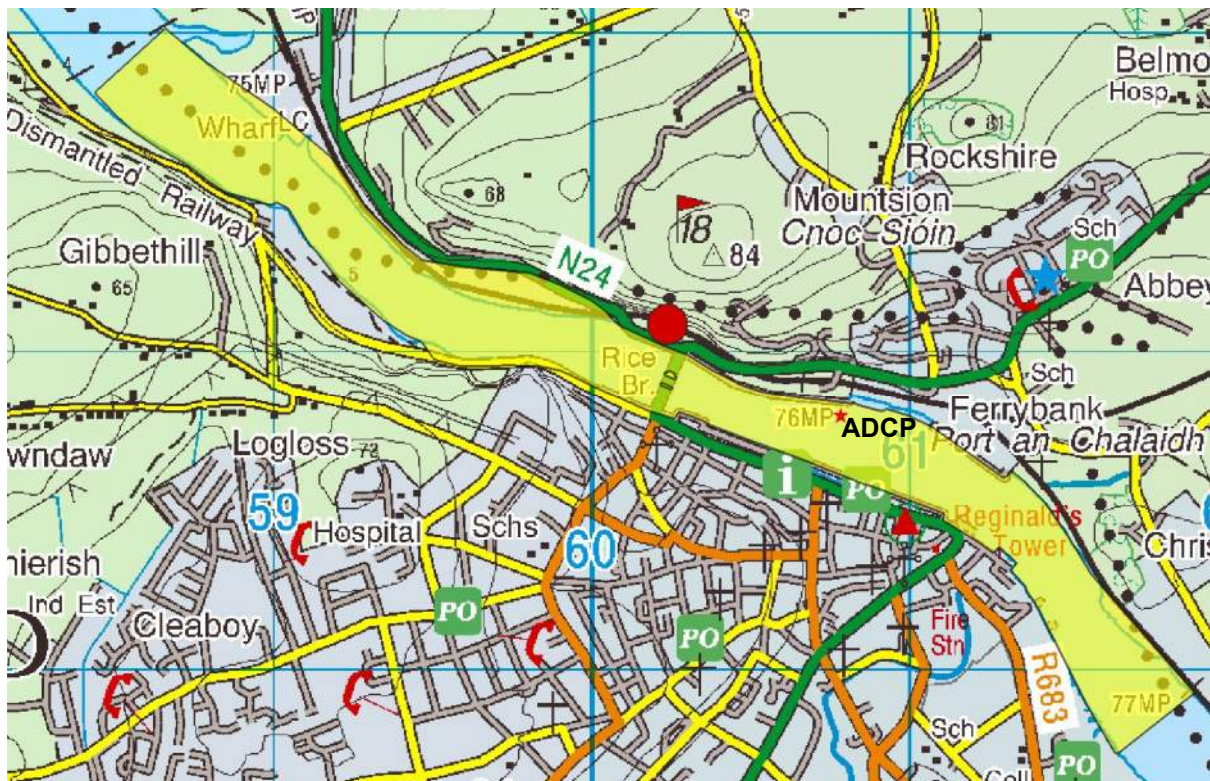 75MP
Wharf
LC
Dismantled Railway
Belmo
Hosp
81
Rockshire
Mountsion
Cnoc Sióin
Sch
PO
Abbey
68
18
84
N24
Gibbethill
65
5
Rice
Br.
Sch
76MP
ADCP
Ferrybank
Port an Chalaidh
61
wndaw
Logloss
72
i
PO
59
Hospital
Schs
60
Reginald's
Tower
Chris
6
nierish
Ind Est
Cleaboy
PO
PO
Fire
Stn
R683
77MP
Sch
PO
Coll